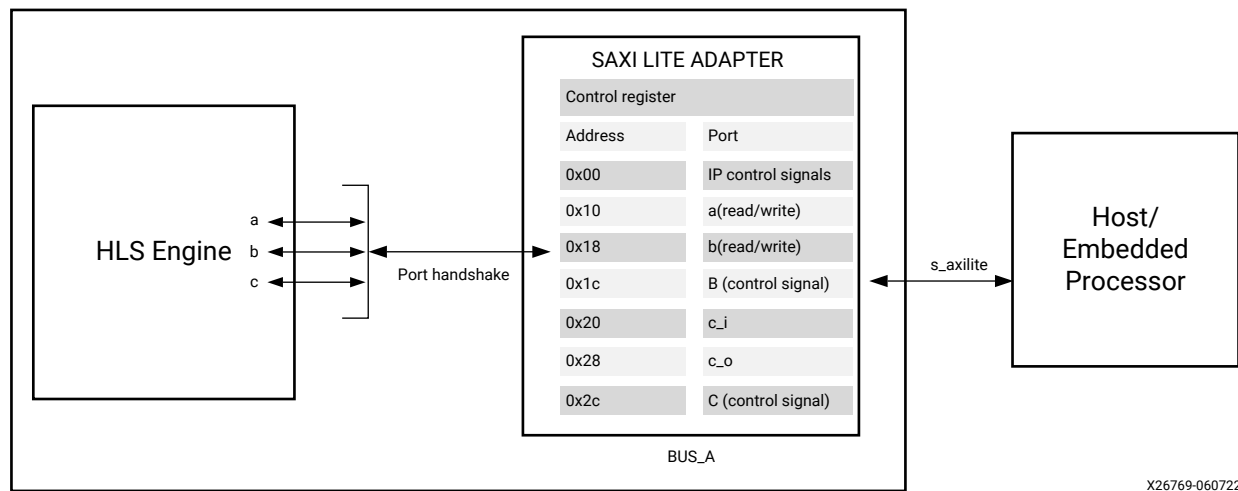 SAXI LITE ADAPTER
Control register
Address Port
0x00 IP control signals
0x10 a(read/write)
0x18 b(read/write)
0x1c B (control signal)
0x20 c_i
0x28 c_o
0x2c C (control signal)
BUS_A
HLS Engine
a
b
c
Port handshake
s_axilite
Host/
Embedded
Processor
X26769-060722